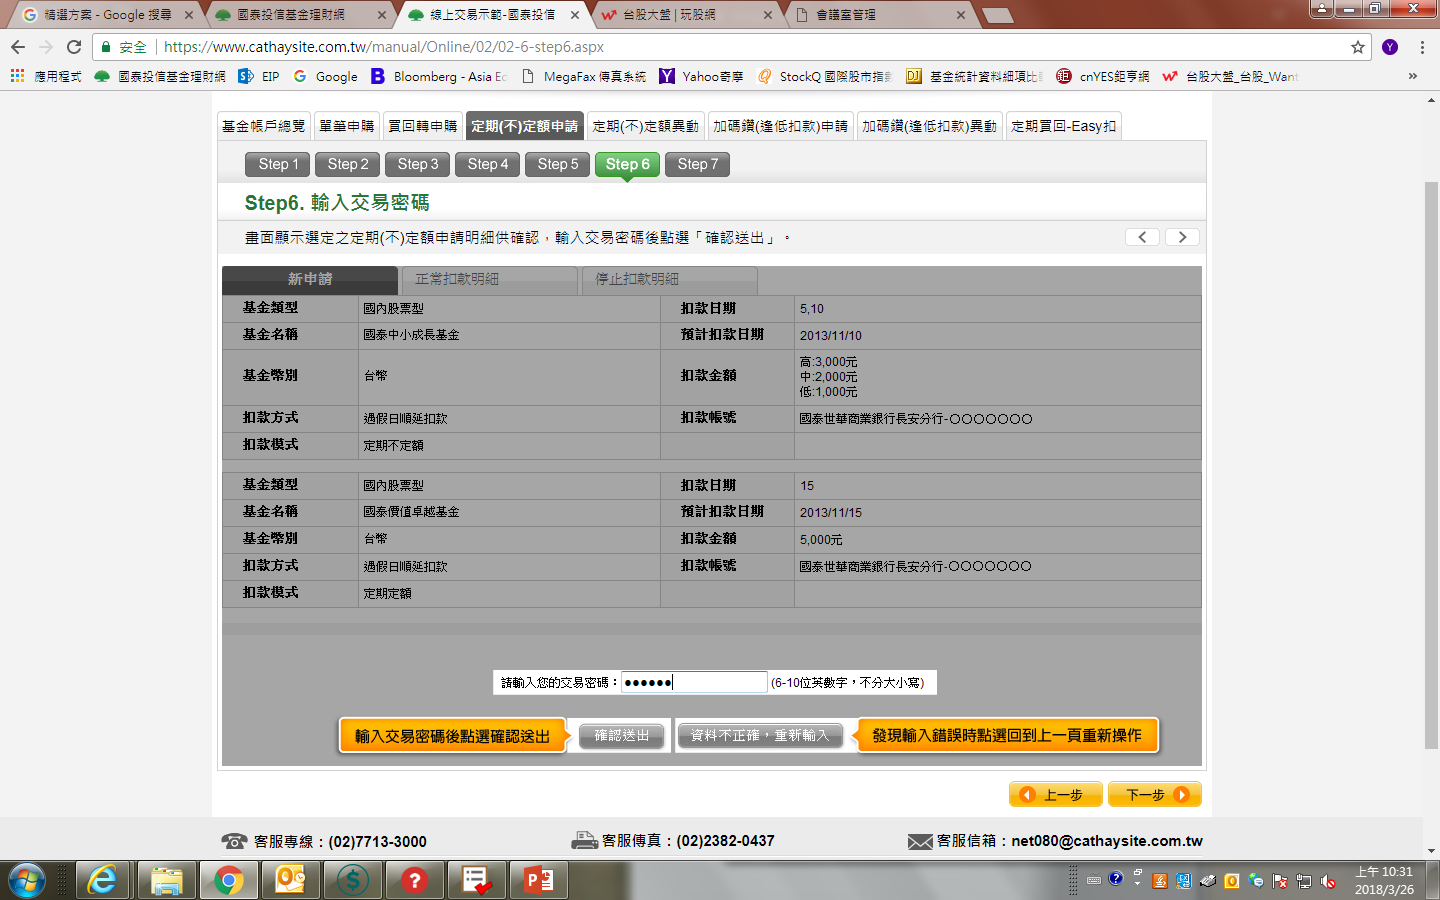 精選方案 - Google 搜尋
國泰投信基金理財網
線上交易示範-國泰投信
台股大盤 | 玩股網
會議室管理
安全 https://www.cathaysite.com.tw/manual/Online/02/02-6-step6.aspx
應用程式 國泰投信基金理財網 EIP Google Bloomberg - Asia Ed MegaFax 傳真系統 Yahoo奇摩 StockQ 國際股市指數 基金統計資料細項比 cnYES鉅亨網 台股大盤_台股_Want
基金帳戶總覽 單筆申購 買回轉申購 定期(不)定額申請 定期(不)定額異動 加碼鑽(逢低扣款)申請 加碼鑽(逢低扣款)異動 定期買回-Easy扣
Step 1 Step 2 Step 3 Step 4 Step 5 Step 6 Step 7
Step6. 輸入交易密碼
畫面顯示選定之定期(不)定額申請明細供確認，輸入交易密碼後點選「確認送出」。
新申請 正常扣款明細 停止扣款明細
基金類型 國內股票型 扣款日期 5,10
基金名稱 國泰中小成長基金 預計扣款日期 2013/11/10
基金幣別 台幣 扣款金額 高:3,000元
中:2,000元
低:1,000元
扣款方式 遇假日順延扣款 扣款帳號 國泰世華商業銀行長安分行-〇〇〇〇〇〇〇
扣款模式 定期不定額
基金類型 國內股票型 扣款日期 15
基金名稱 國泰價值卓越基金 預計扣款日期 2013/11/15
基金幣別 台幣 扣款金額 5,000元
扣款方式 遇假日順延扣款 扣款帳號 國泰世華商業銀行長安分行-〇〇〇〇〇〇〇
扣款模式 定期定額
請輸入您的交易密碼：●●●●●● (6-10位英數字，不分大小寫)
輸入交易密碼後點選確認送出 確認送出 資料不正確，重新輸入 發現輸入錯誤時點選回到上一頁重新操作
上一步 下一步
客服專線：(02)7713-3000 客服傳真：(02)2382-0437 客服信箱：net080@cathaysite.com.tw
上午 10:31
2018/3/26